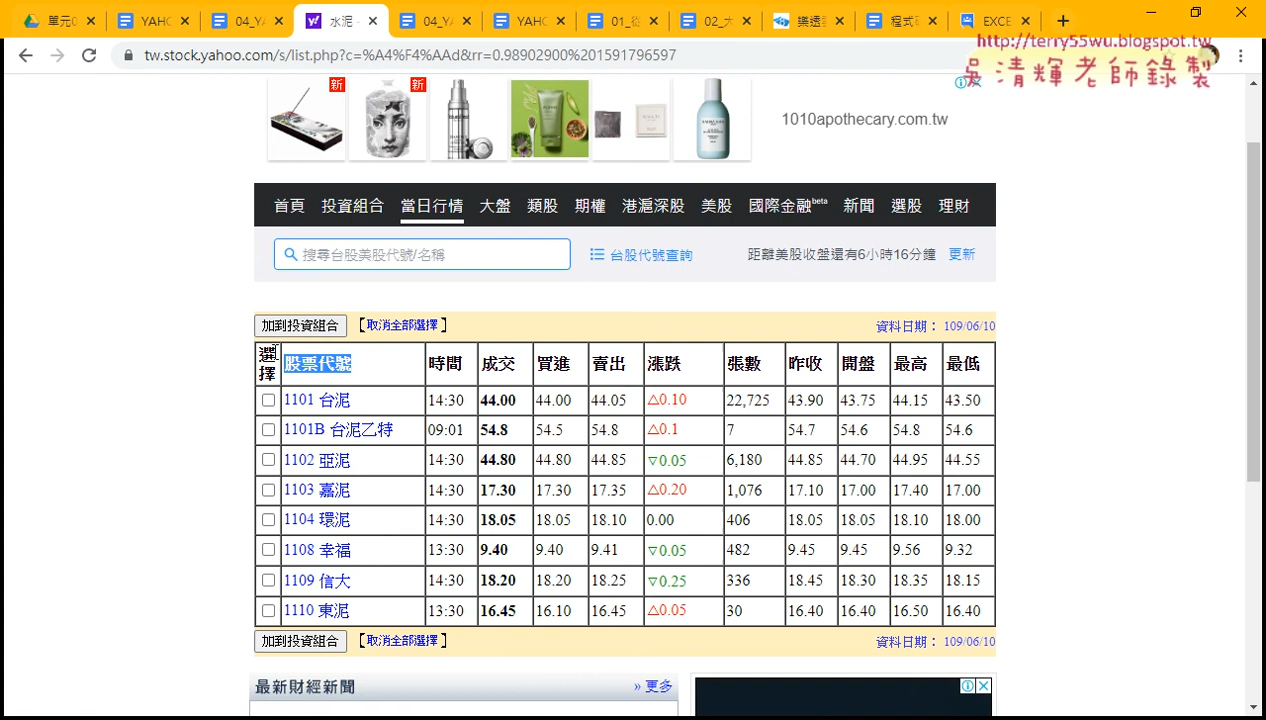 單元0
YAHO
04_YA
水泥 -
04_YA
YAHO
01_從
02_大
樂透
程式碼
EXCE
http://terry55wu.blogspot.tw
吳清輝老師錄製
tw.stock.yahoo.com/s/list.php?c=%A4%F4%AAd&rr=0.98902900%201591796597
新 新
1010apothecary.com.tw
首頁 投資組合 當日行情 大盤 類股 期權 港滬深股 美股 國際金融beta 新聞 選股 理財
搜尋台股美股代號/名稱 台股代號查詢 距離美股收盤還有6小時16分鐘 更新
加到投資組合 【取消全部選擇】 資料日期：109/06/10
選擇 股票代號 時間 成交 買進 賣出 漲跌 張數 昨收 開盤 最高 最低
1101 台泥 14:30 44.00 44.00 44.05 △0.10 22,725 43.90 43.75 44.15 43.50
1101B 台泥乙特 09:01 54.8 54.5 54.8 △0.1 7 54.7 54.6 54.8 54.6
1102 亞泥 14:30 44.80 44.80 44.85 ▽0.05 6,180 44.85 44.70 44.95 44.55
1103 嘉泥 14:30 17.30 17.30 17.35 △0.20 1,076 17.10 17.00 17.40 17.00
1104 環泥 14:30 18.05 18.05 18.10 0.00 406 18.05 18.05 18.10 18.00
1108 幸福 13:30 9.40 9.40 9.41 ▽0.05 482 9.45 9.45 9.56 9.32
1109 信大 14:30 18.20 18.20 18.25 ▽0.25 336 18.45 18.30 18.35 18.15
1110 東泥 13:30 16.45 16.10 16.45 △0.05 30 16.40 16.40 16.50 16.40
加到投資組合 【取消全部選擇】 資料日期：109/06/10
最新財經新聞 » 更多